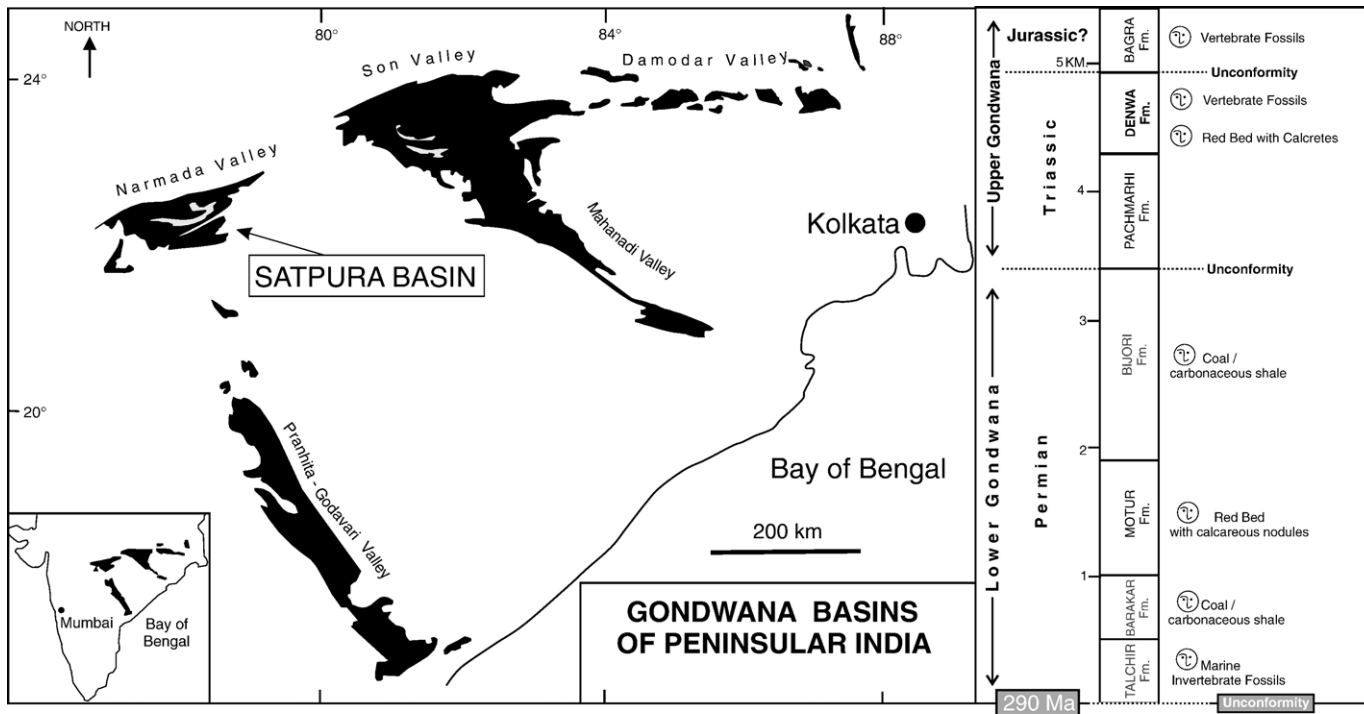 NORTH
80°
84°
88°
24°
20°
Son Valley
Damodar Valley
Narmada Valley
Mahanadi Valley
Kolkata
SATPURA BASIN
Pranhita - Godavari Valley
Bay of Bengal
200 km
GONDWANA BASINS
OF PENINSULAR INDIA
Mumbai
Bay of
Bengal
Upper Gondwana
Lower Gondwana
Jurassic?
Triassic
Permian
5 KM
4
3
2
1
290 Ma
BAGRA
Fm.
DENWA
Fm.
PACHMARHI
Fm.
BIJORI
Fm.
MOTUR
Fm.
BARAKAR
Fm.
TALCHIR
Fm.
Vertebrate Fossils
Unconformity
Vertebrate Fossils
Red Bed with Calcretes
Unconformity
Coal /
carbonaceous shale
Red Bed
with calcareous nodules
Coal /
carbonaceous shale
Marine
Invertebrate Fossils
Unconformity